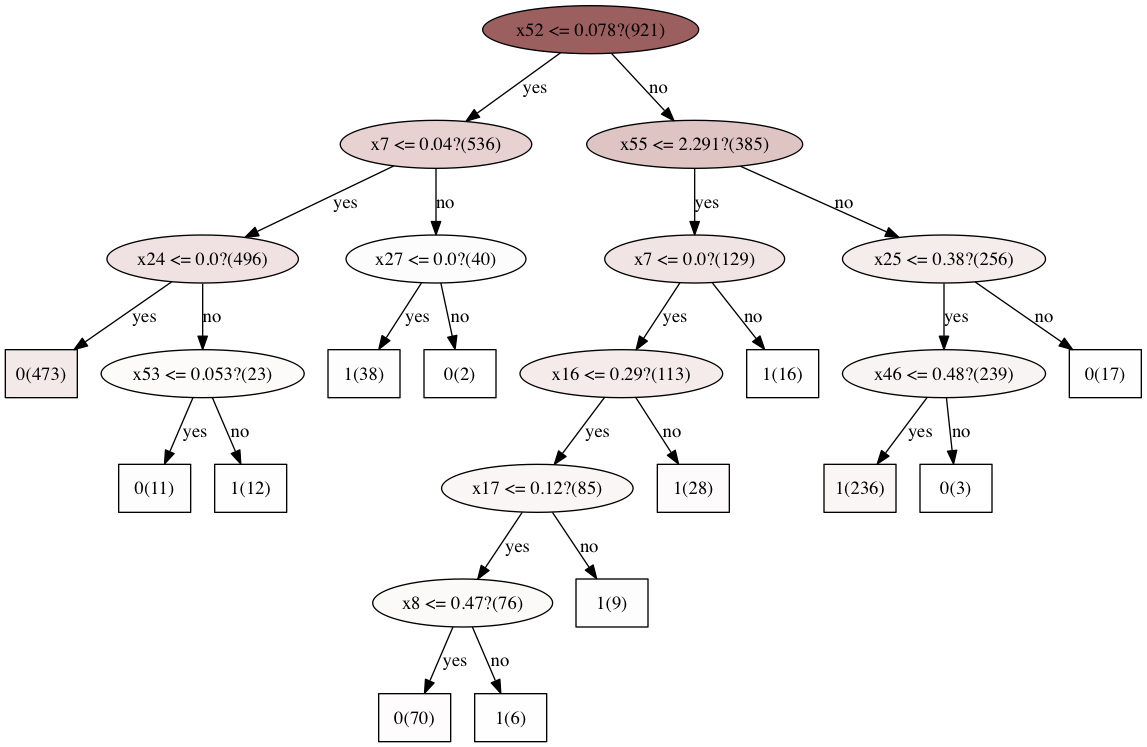 x52 <= 0.078?(921)
yes
no
x7 <= 0.04?(536)
x55 <= 2.291?(385)
yes
no
yes
no
x24 <= 0.0?(496)
x27 <= 0.0?(40)
x7 <= 0.0?(129)
x25 <= 0.38?(256)
yes
no
yes
no
yes
no
yes
no
0(473)
x53 <= 0.053?(23)
1(38)
0(2)
x16 <= 0.29?(113)
1(16)
x46 <= 0.48?(239)
0(17)
yes
no
yes
no
yes
no
0(11)
1(12)
x17 <= 0.12?(85)
1(28)
1(236)
0(3)
yes
no
x8 <= 0.47?(76)
1(9)
yes
no
0(70)
1(6)